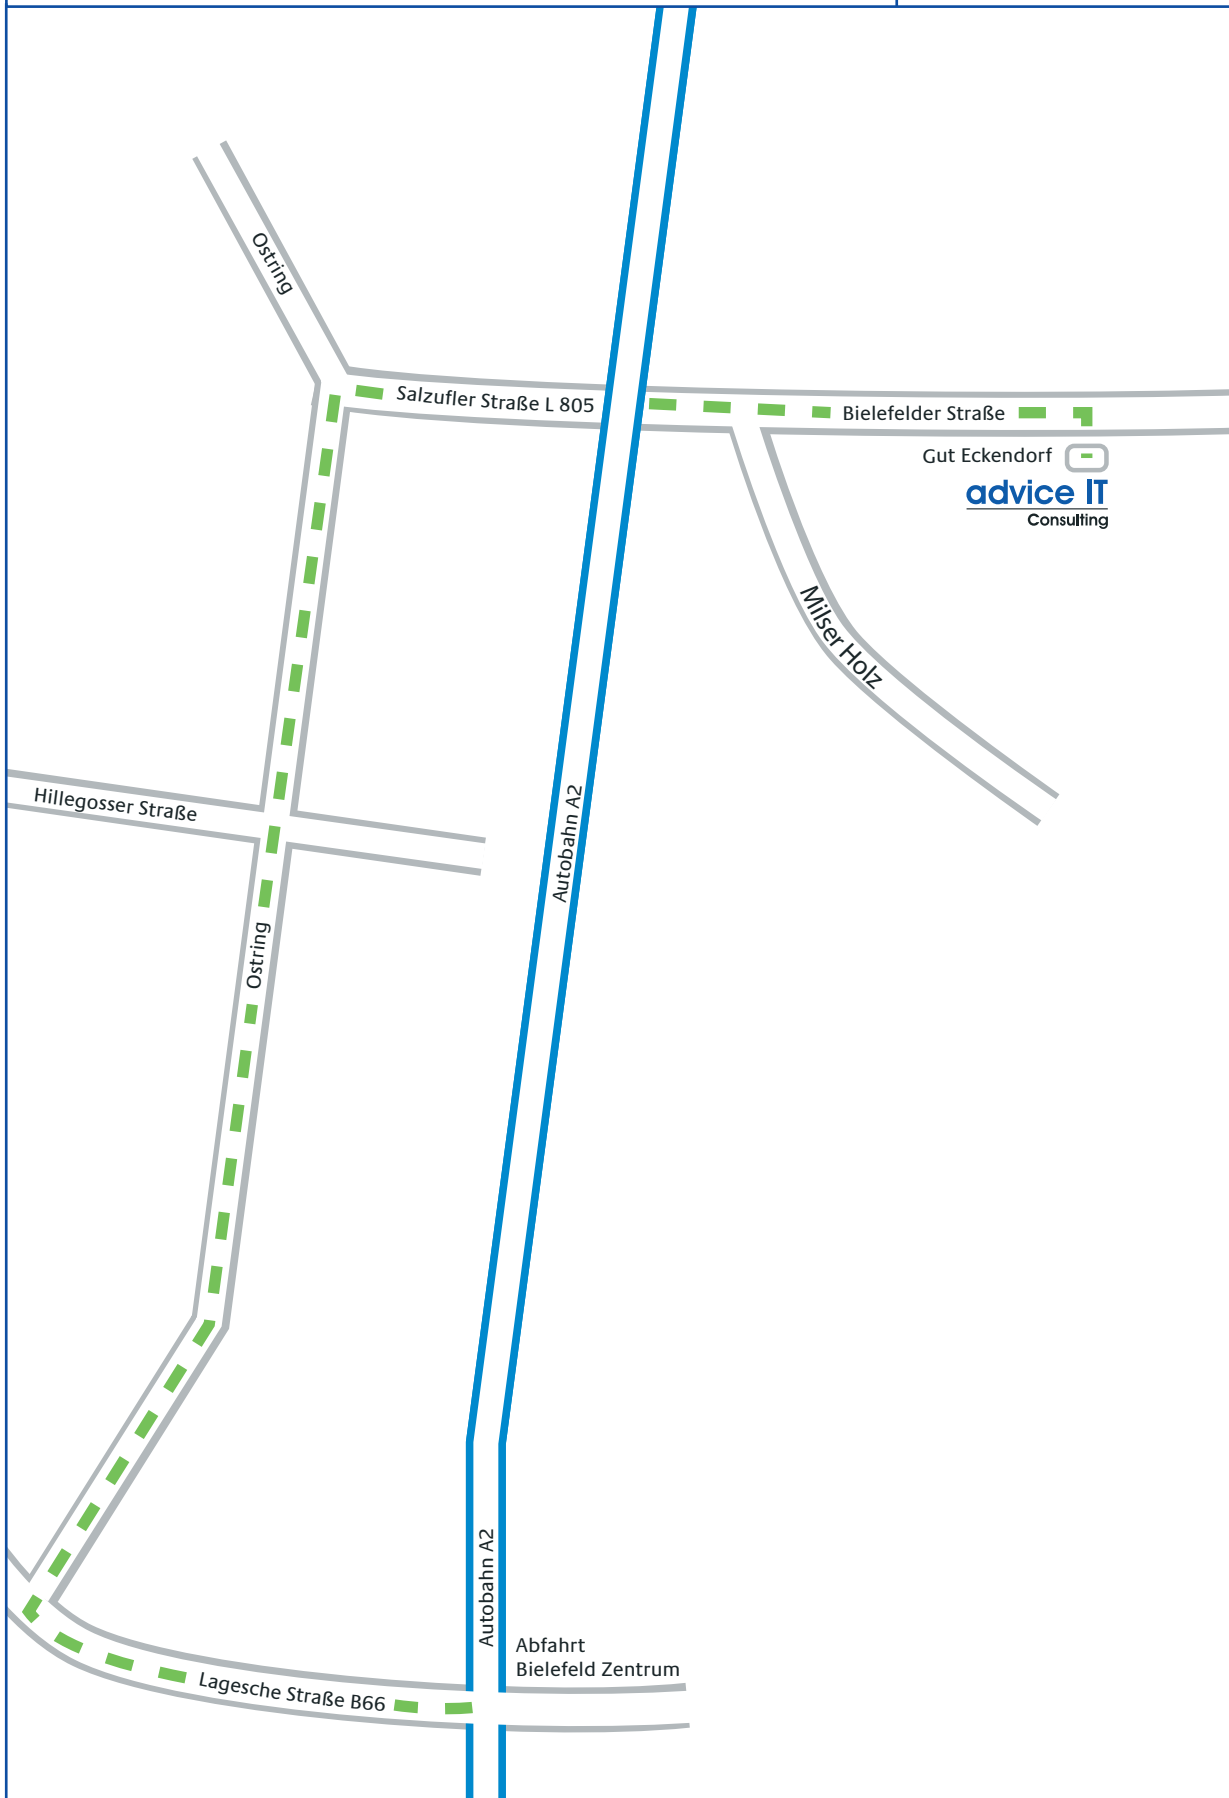 Ostring
Salzufler Straße L 805
Bielefelder Straße
Gut Eckendorf
advice IT
Consulting
Milser Holz
Hillegosser Straße
Autobahn A2
Ostring
Autobahn A2
Abfahrt
Bielefeld Zentrum
Lagesche Straße B66